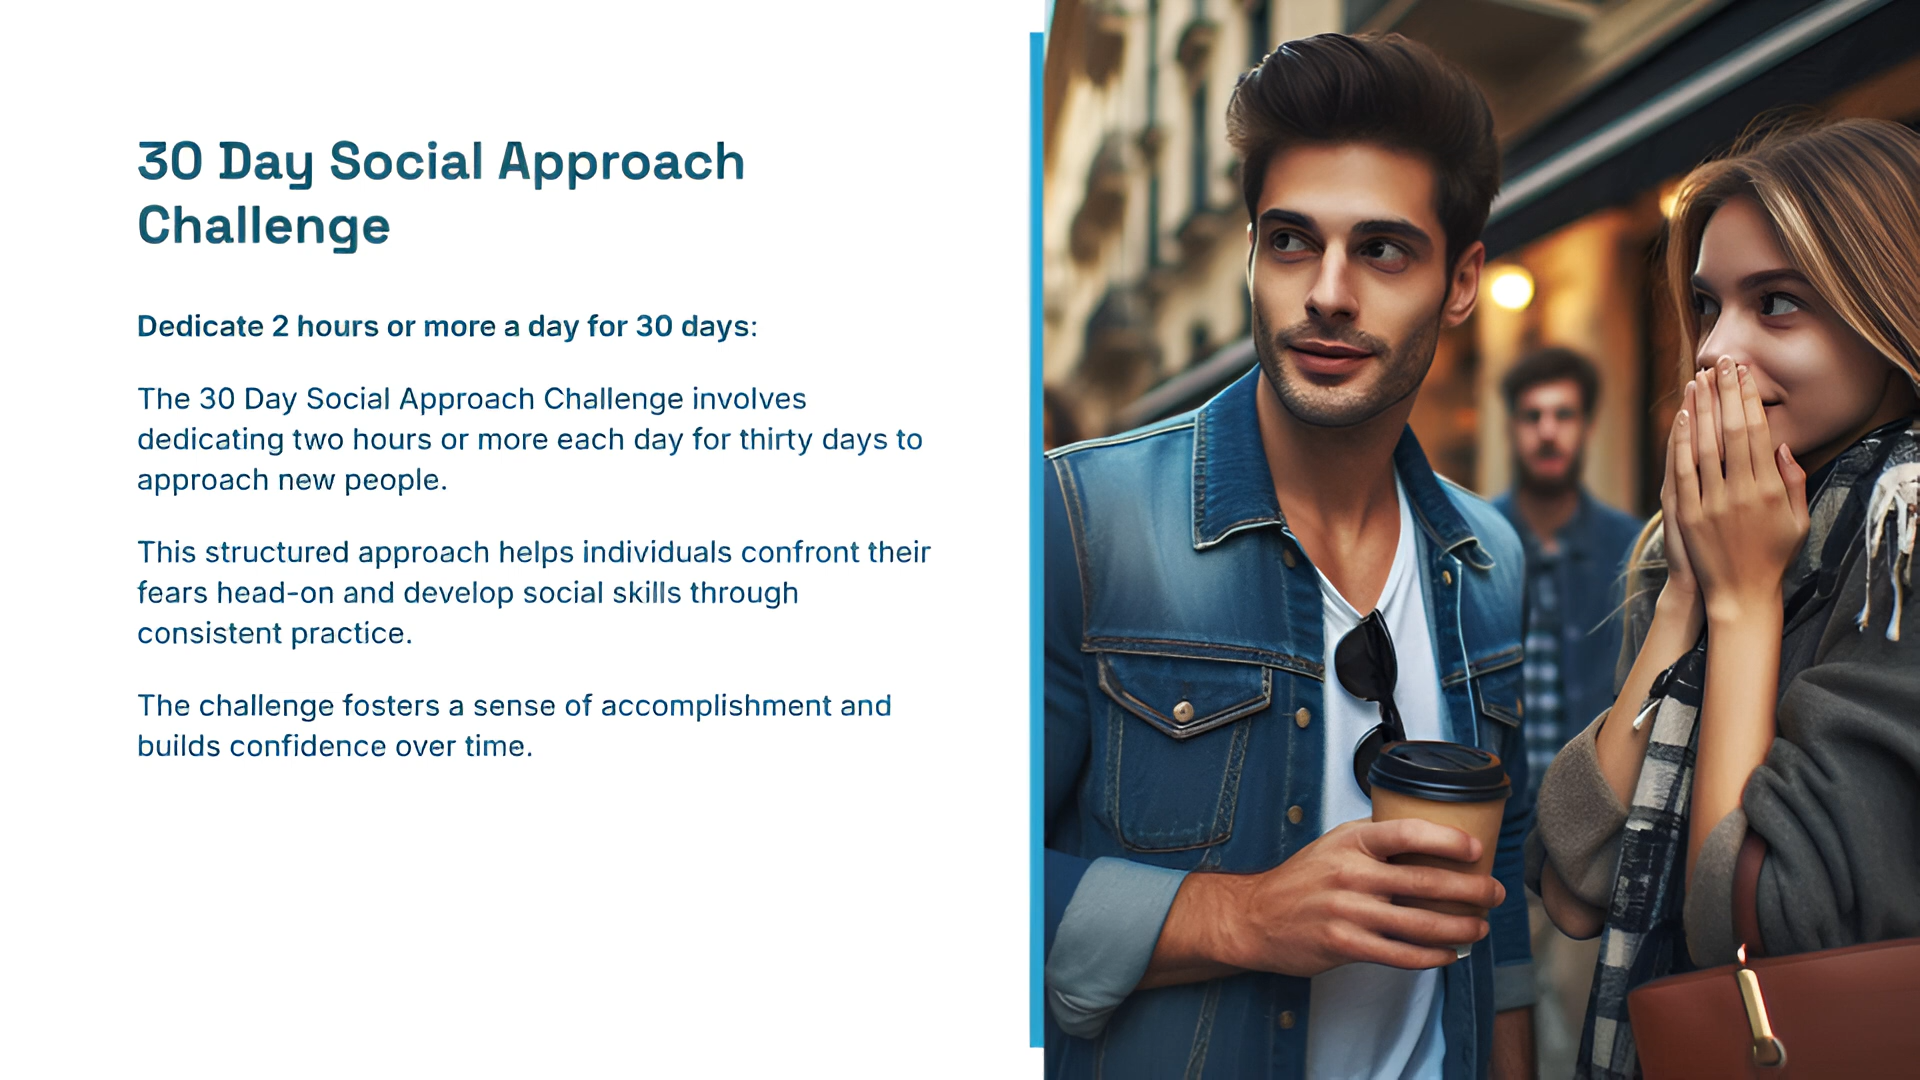 30 Day Social Approach
Challenge
Dedicate 2 hours or more a day for 30 days:
The 30 Day Social Approach Challenge involves
dedicating two hours or more each day for thirty days to
approach new people.
This structured approach helps individuals confront their
fears head-on and develop social skills through
consistent practice.
The challenge fosters a sense of accomplishment and
builds confidence over time.